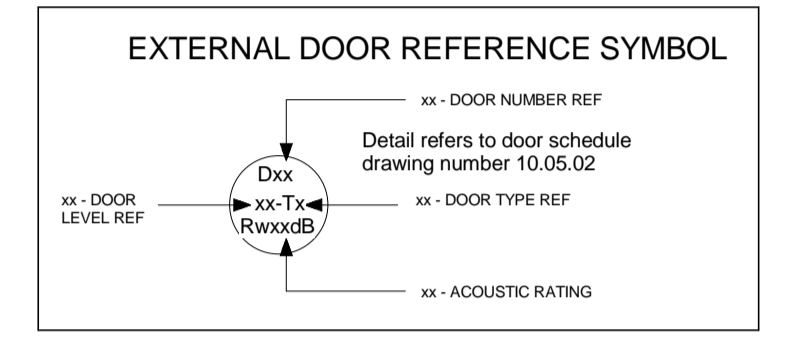 EXTERNAL DOOR REFERENCE SYMBOL
xx - DOOR NUMBER REF
Detail refers to door schedule
drawing number 10.05.02
Dxx
xx-Tx
RwxxdB
xx - DOOR
LEVEL REF
xx - DOOR TYPE REF
xx - ACOUSTIC RATING